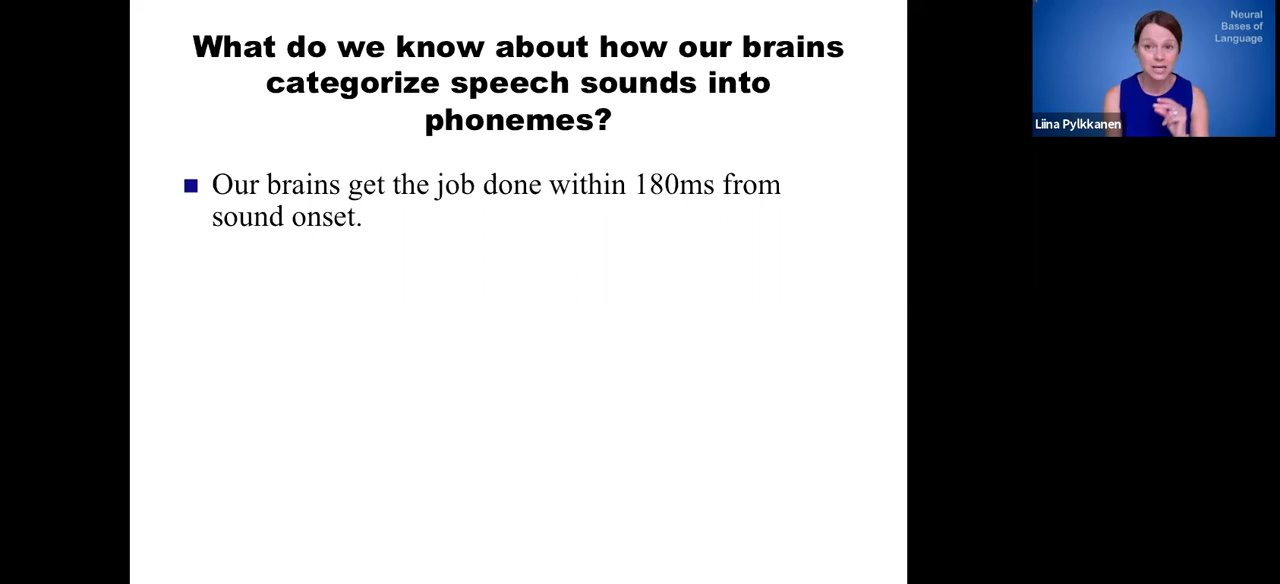 What do we know about how our brains
categorize speech sounds into
phonemes?
Our brains get the job done within 180ms from
sound onset.
Neural
Bases of
Language
Liina Pylkkanen